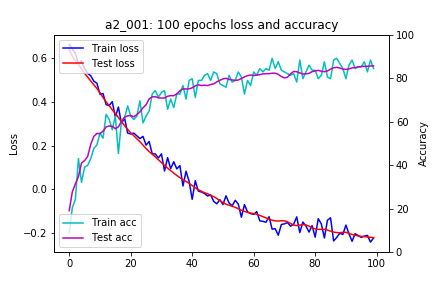 a2_001: 100 epochs loss and accuracy
Train loss
Test loss
Train acc
Test acc
Loss
Accuracy
0.6
0.4
0.2
0.0
−0.2
100
80
60
40
20
0
0 20 40 60 80 100